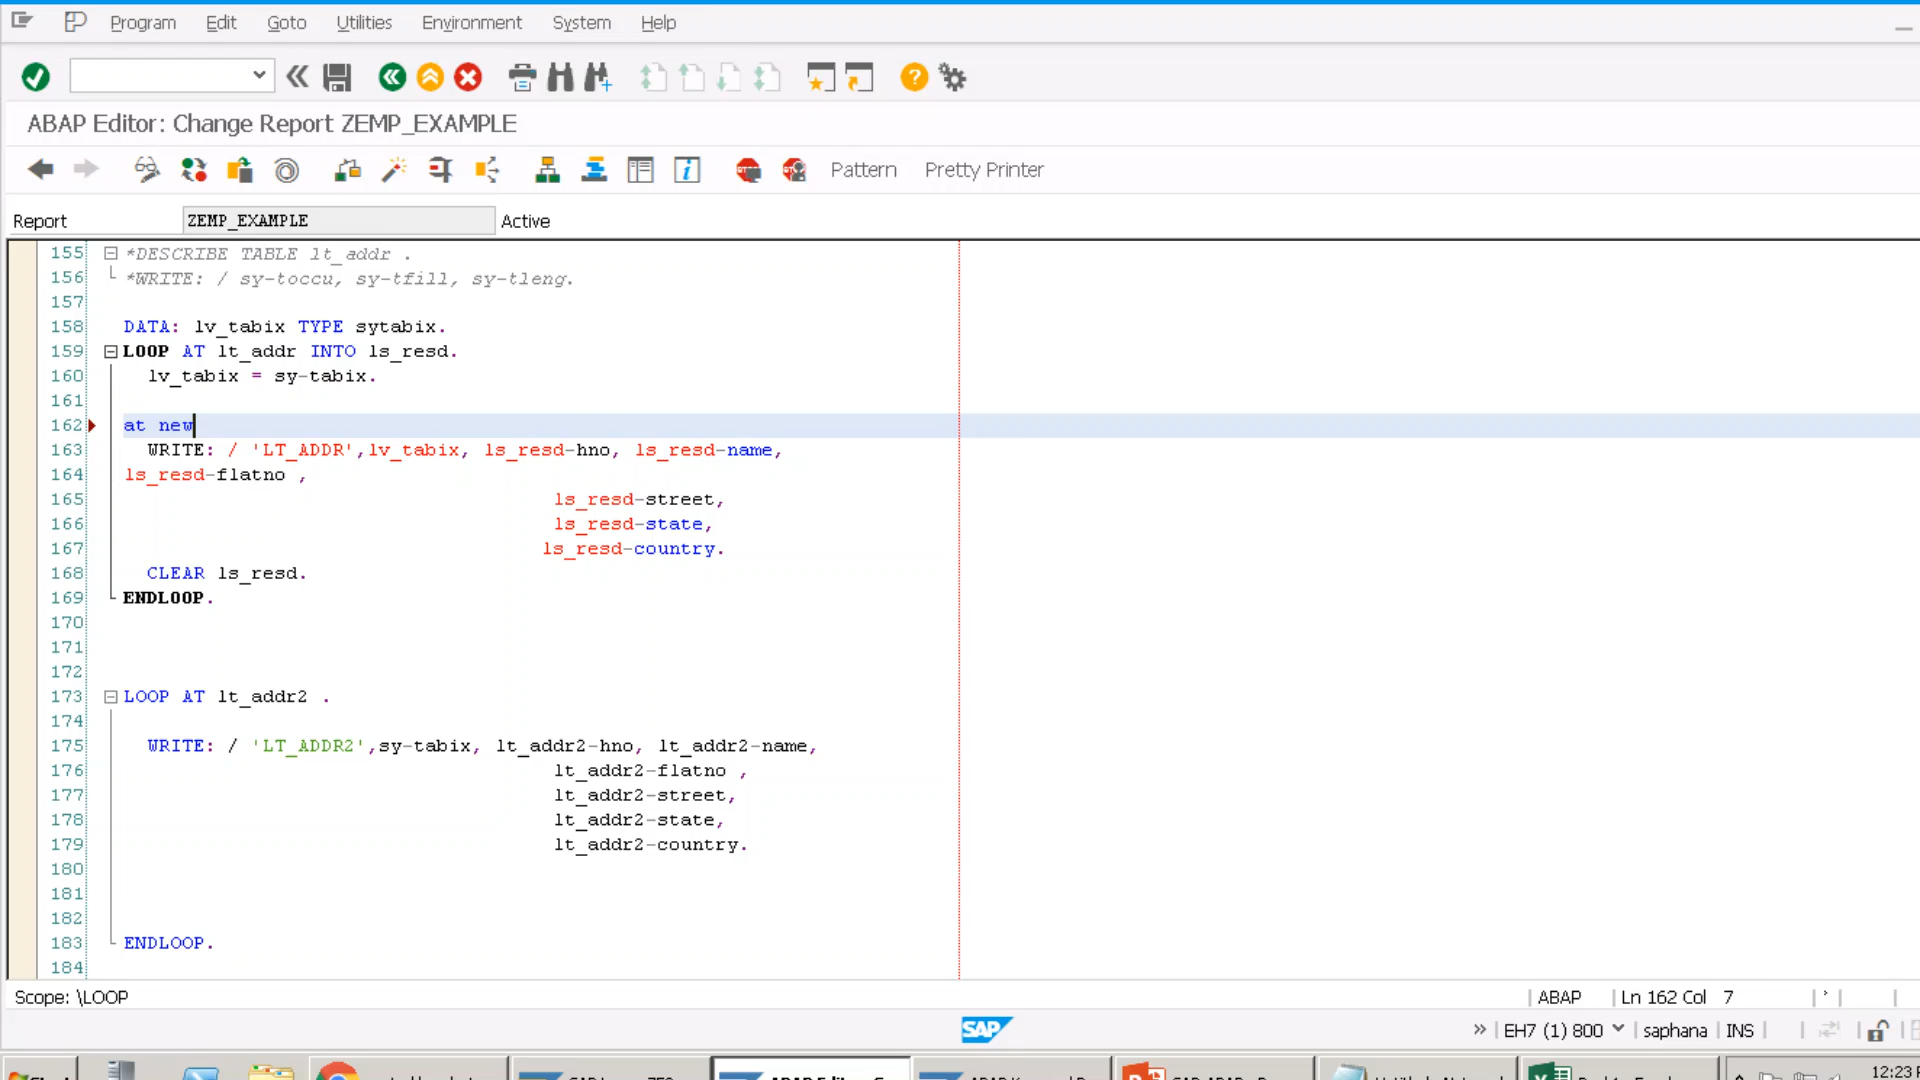 Program Edit Goto Utilities Environment System Help
ABAP Editor: Change Report ZEMP_EXAMPLE
Pattern Pretty Printer
Report ZEMP_EXAMPLE Active
155 *DESCRIBE TABLE lt_addr .
156 *WRITE: / sy-toccu, sy-tfill, sy-tleng.
157
158 DATA: lv_tabix TYPE sytabix.
159 LOOP AT lt_addr INTO ls_resd.
160 lv_tabix = sy-tabix.
161
162 at new
163 WRITE: / 'LT_ADDR',lv_tabix, ls_resd-hno, ls_resd-name,
164 ls_resd-flatno ,
165 ls_resd-street,
166 ls_resd-state,
167 ls_resd-country.
168 CLEAR ls_resd.
169 ENDLOOP.
170
171
172
173 LOOP AT lt_addr2 .
174
175 WRITE: / 'LT_ADDR2',sy-tabix, lt_addr2-hno, lt_addr2-name,
176 lt_addr2-flatno ,
177 lt_addr2-street,
178 lt_addr2-state,
179 lt_addr2-country.
180
181
182
183 ENDLOOP.
184
Scope: \LOOP ABAP Ln 162 Col 7
SAP EH7 (1) 800 saphana INS
12:23